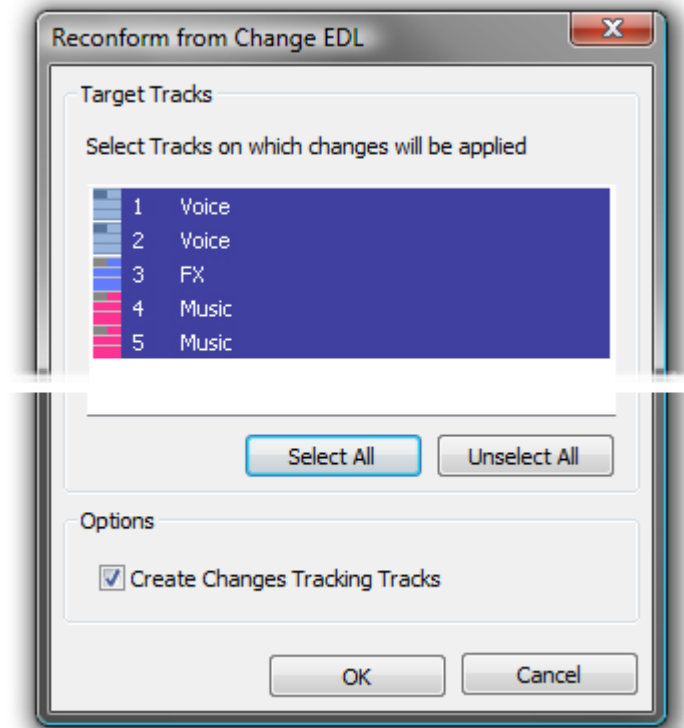 Reconform from Change EDL
Target Tracks
Select Tracks on which changes will be applied
1 Voice
2 Voice
3 FX
4 Music
5 Music
Select All Unselect All
Options
Create Changes Tracking Tracks
OK Cancel